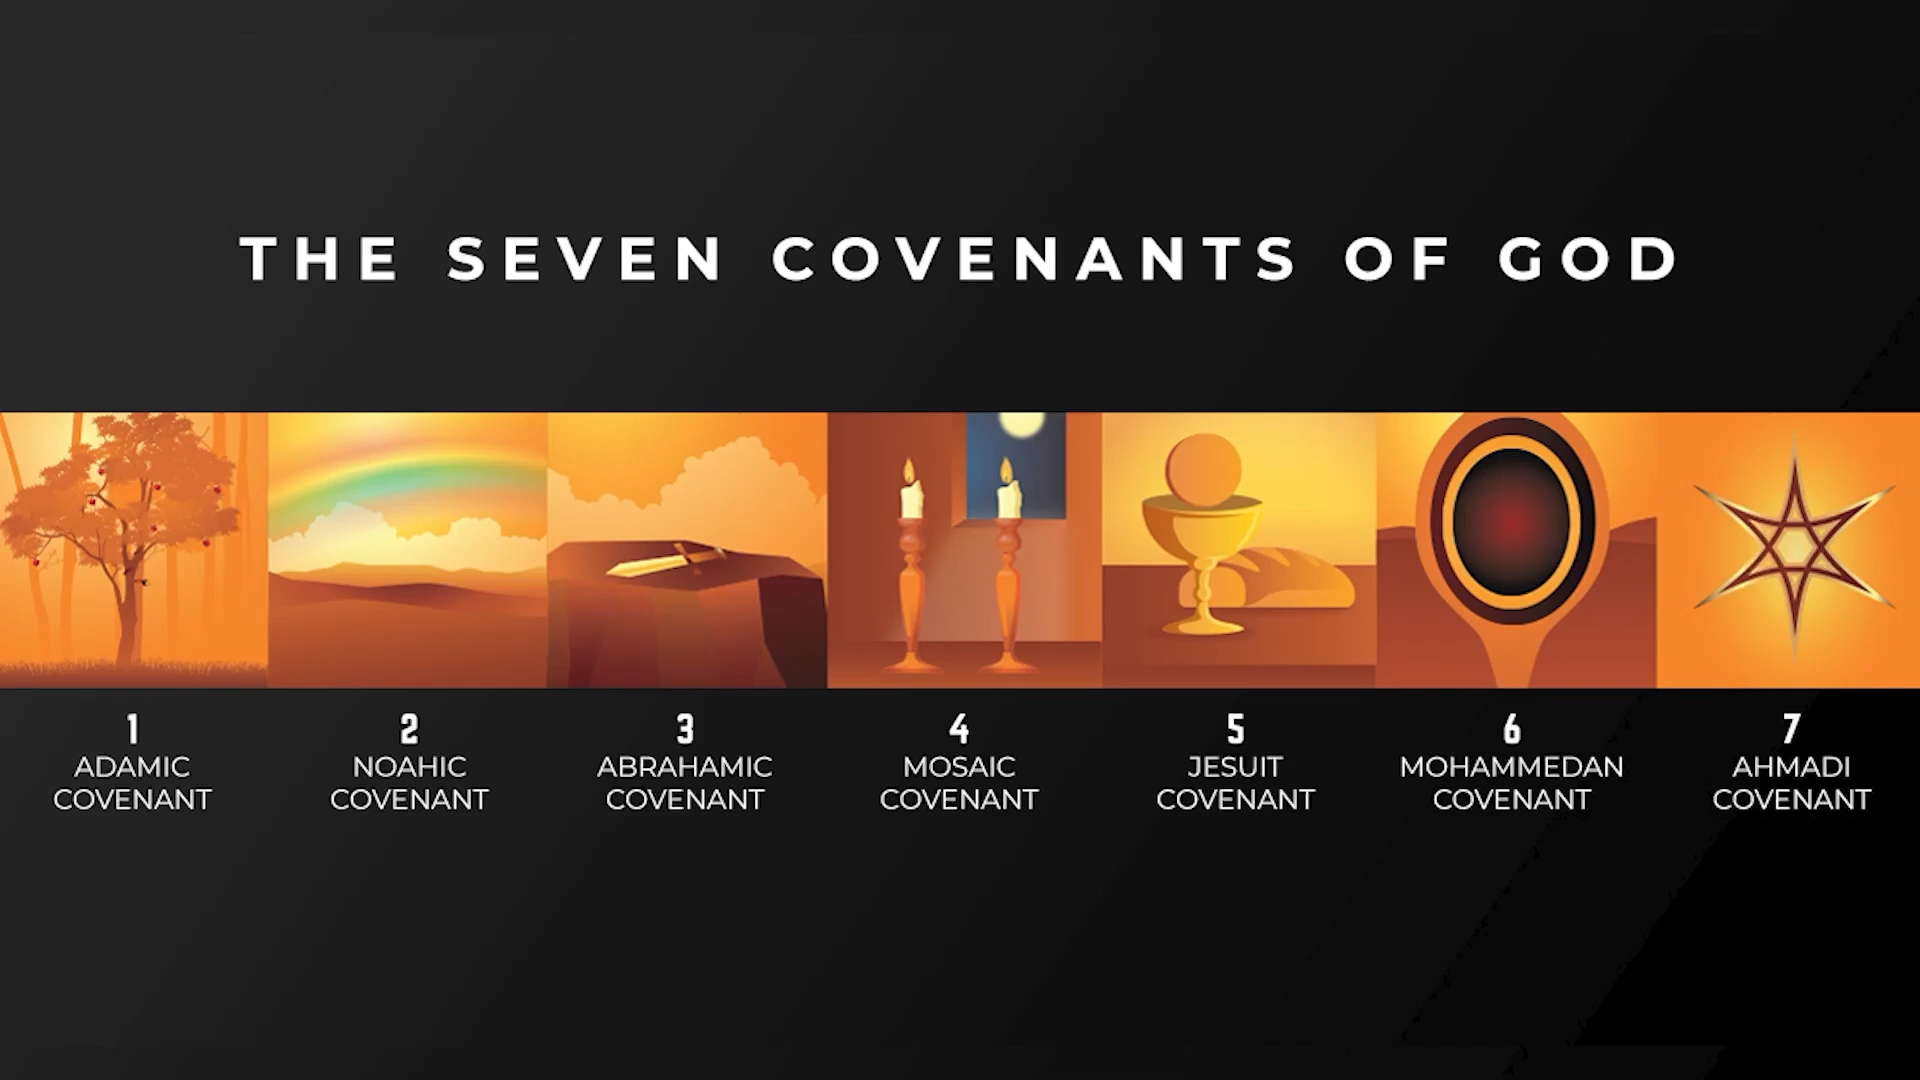 THE SEVEN COVENANTS OF GOD
1
ADAMIC
COVENANT
2
NOAHIC
COVENANT
3
ABRAHAMIC
COVENANT
4
MOSAIC
COVENANT
5
JESUIT
COVENANT
6
MOHAMMEDAN
COVENANT
7
AHMADI
COVENANT